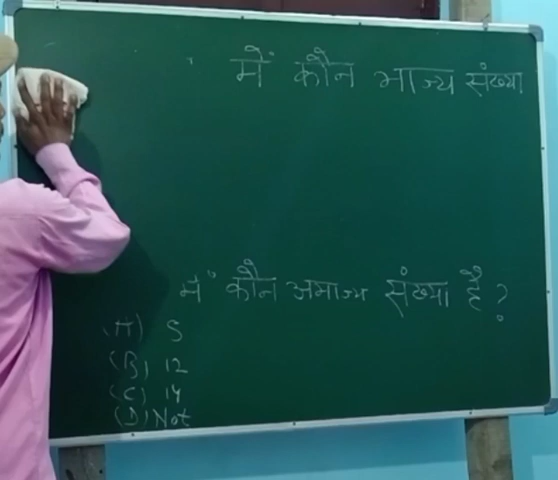 में कौन भाज्य संख्या
में कौन अभाज्य संख्या है?
(A) 5
(B) 12
(C) 14
(D) Not